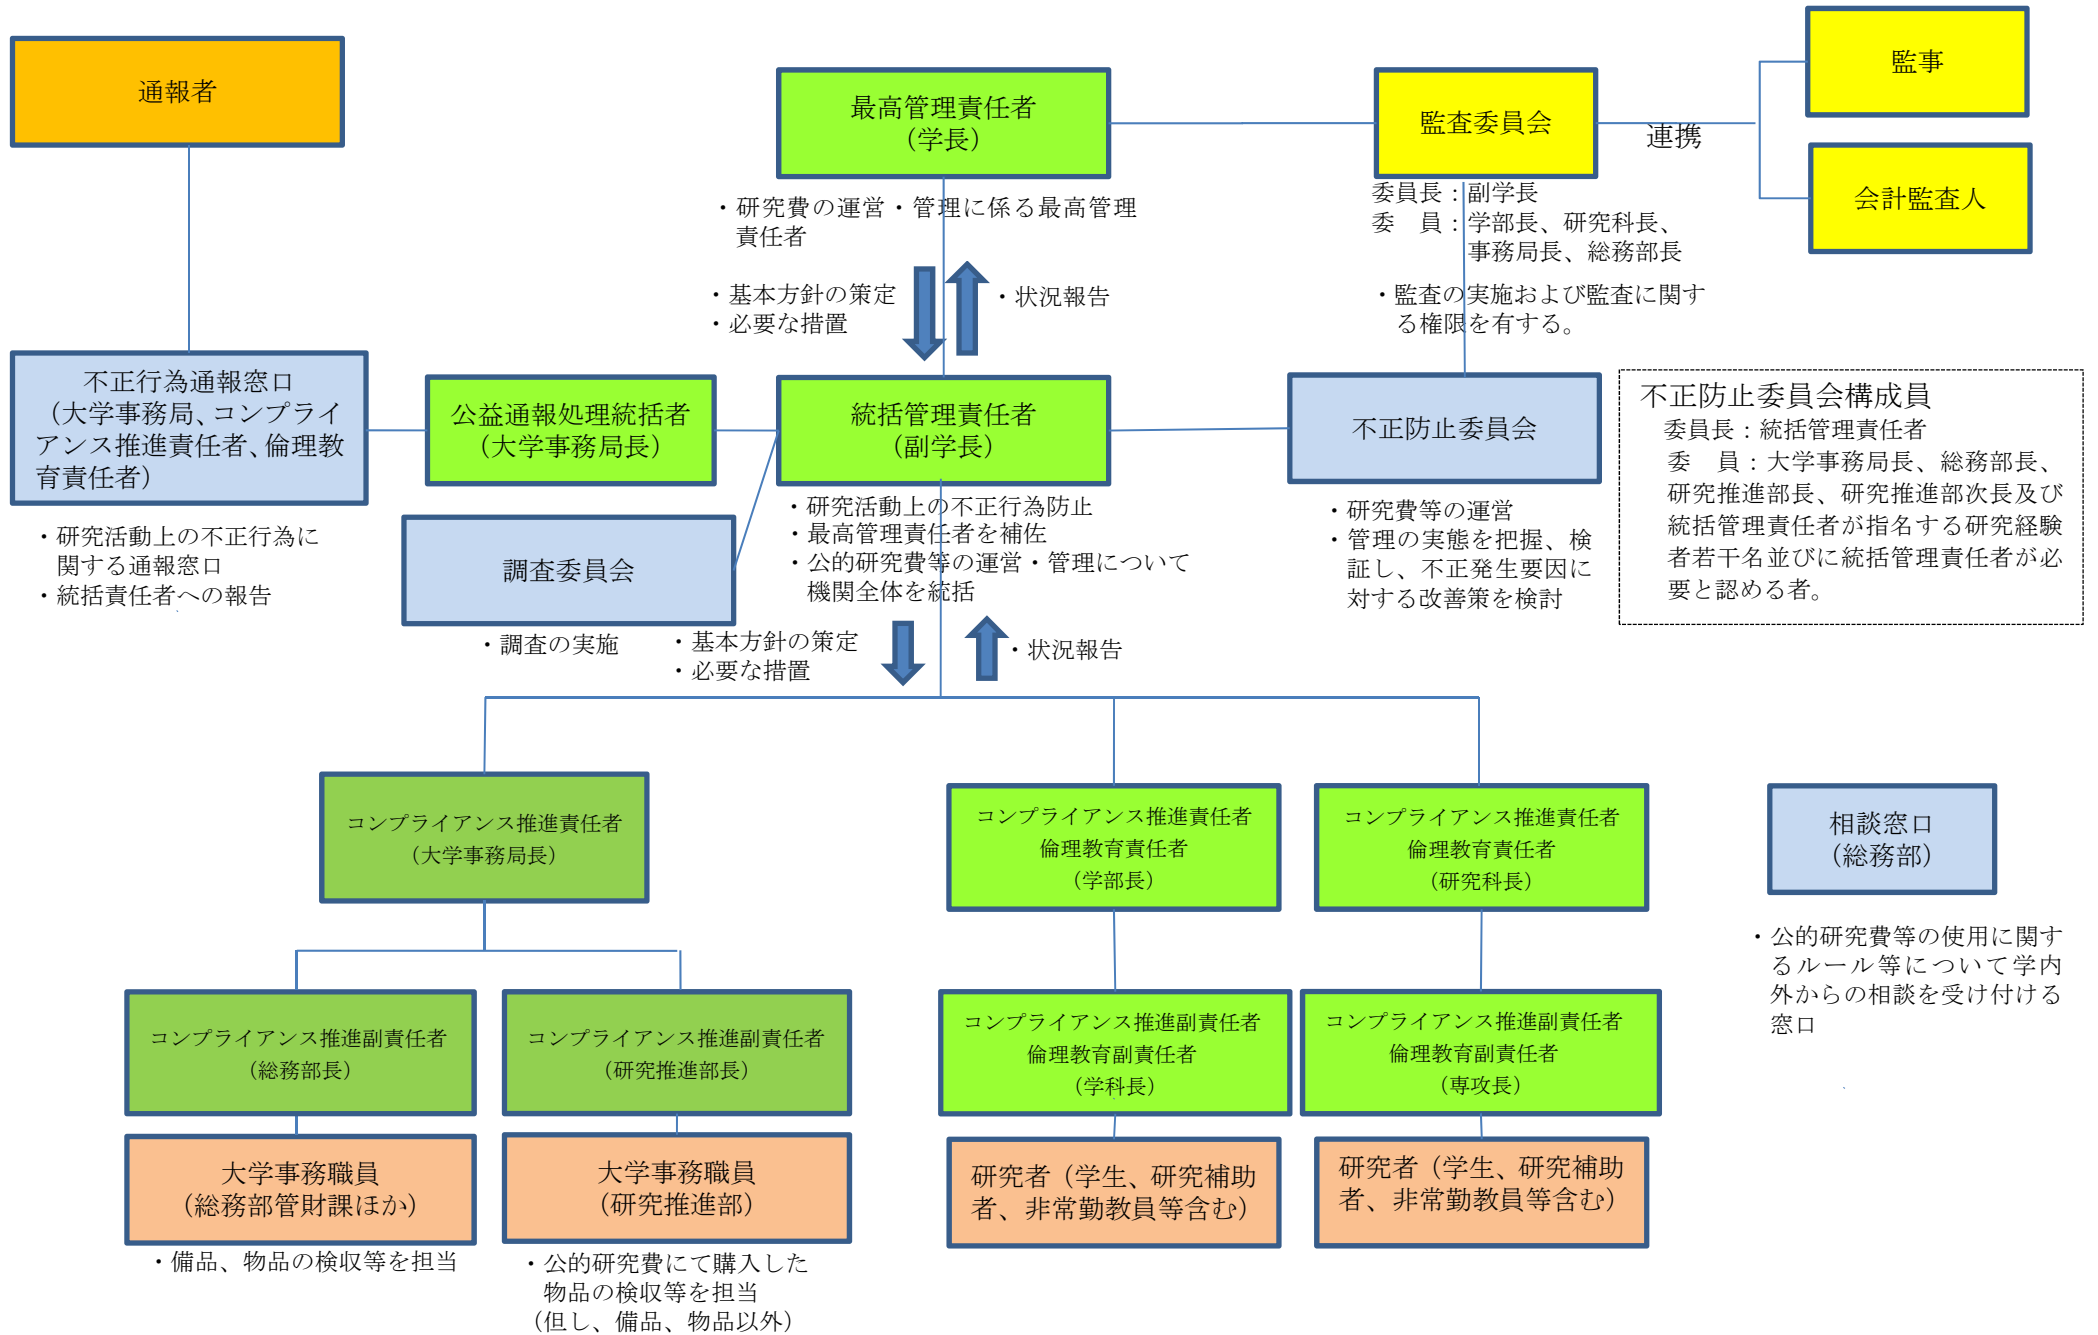 通報者
最高管理責任者
（学長）
監査委員会
連携
監事
会計監査人
・研究費の運営・管理に係る最高管理
責任者
・基本方針の策定
・必要な措置
・状況報告
委員長：副学長
委　員：学部長、研究科長、
事務局長、総務部長
・監査の実施および監査に関す
る権限を有する。
不正行為通報窓口
（大学事務局、コンプライ
アンス推進責任者、倫理教
育責任者）
・研究活動上の不正行為に
関する通報窓口
・統括責任者への報告
公益通報処理統括者
（大学事務局長）
統括管理責任者
（副学長）
・研究活動上の不正行為防止
・最高管理責任者を補佐
・公的研究費等の運営・管理について
機関全体を統括
不正防止委員会
・研究費等の運営
・管理の実態を把握、検
証し、不正発生要因に
対する改善策を検討
不正防止委員会構成員
委員長：統括管理責任者
委　員：大学事務局長、総務部長、
研究推進部長、研究推進部次長及び
統括管理責任者が指名する研究経験
者若干名並びに統括管理責任者が必
要と認める者。
調査委員会
・調査の実施
・基本方針の策定
・必要な措置
・状況報告
コンプライアンス推進責任者
（大学事務局長）
コンプライアンス推進責任者
倫理教育責任者
（学部長）
コンプライアンス推進責任者
倫理教育責任者
（研究科長）
相談窓口
（総務部）
・公的研究費等の使用に関す
るルール等について学内
外からの相談を受け付ける
窓口
コンプライアンス推進副責任者
（総務部長）
コンプライアンス推進副責任者
（研究推進部長）
コンプライアンス推進副責任者
倫理教育副責任者
（学科長）
コンプライアンス推進副責任者
倫理教育副責任者
（専攻長）
大学事務職員
（総務部管財課ほか）
・備品、物品の検収等を担当
大学事務職員
（研究推進部）
・公的研究費にて購入した
物品の検収等を担当
（但し、備品、物品以外）
研究者（学生、研究補助
者、非常勤教員等含む）
研究者（学生、研究補助
者、非常勤教員等含む）